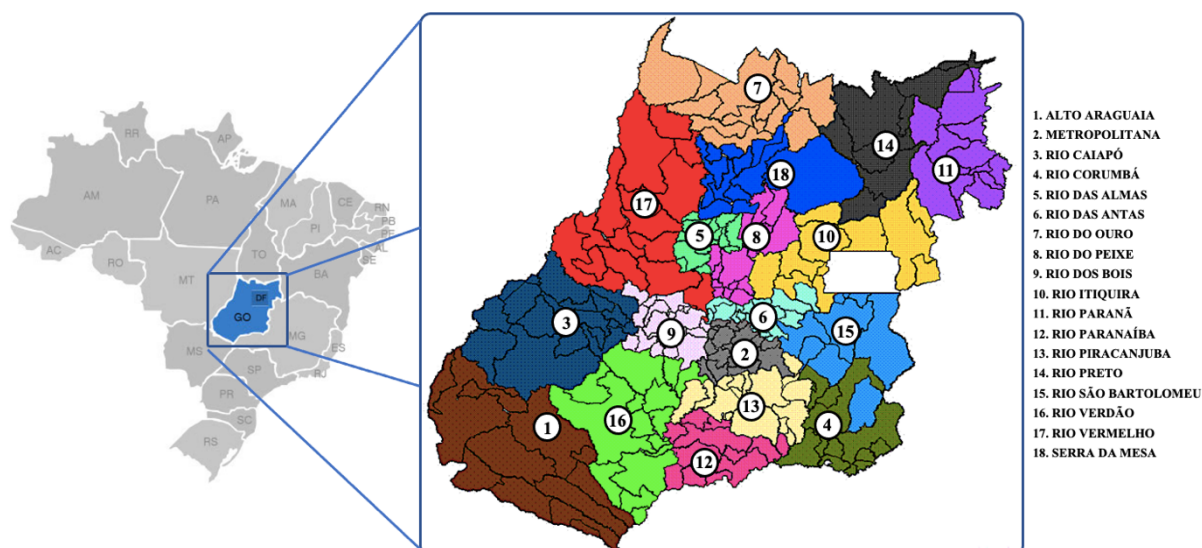 RR
AP
AM
PA
MA
CE
RN
PB
PE
AL
SE
PI
AC
RO
TO
BA
MT
DF
GO
MG
ES
MS
SP
RJ
PR
SC
RS
7
14
11
18
17
5
8
10
3
9
6
15
2
1
16
13
4
12
1. ALTO ARAGUAIA
2. METROPOLITANA
3. RIO CAIAPÓ
4. RIO CORUMBÁ
5. RIO DAS ALMAS
6. RIO DAS ANTAS
7. RIO DO OURO
8. RIO DO PEIXE
9. RIO DOS BOIS
10. RIO ITIQUIRA
11. RIO PARANÃ
12. RIO PARANAÍBA
13. RIO PIRACANJUBA
14. RIO PRETO
15. RIO SÃO BARTOLOMEU
16. RIO VERDÃO
17. RIO VERMELHO
18. SERRA DA MESA